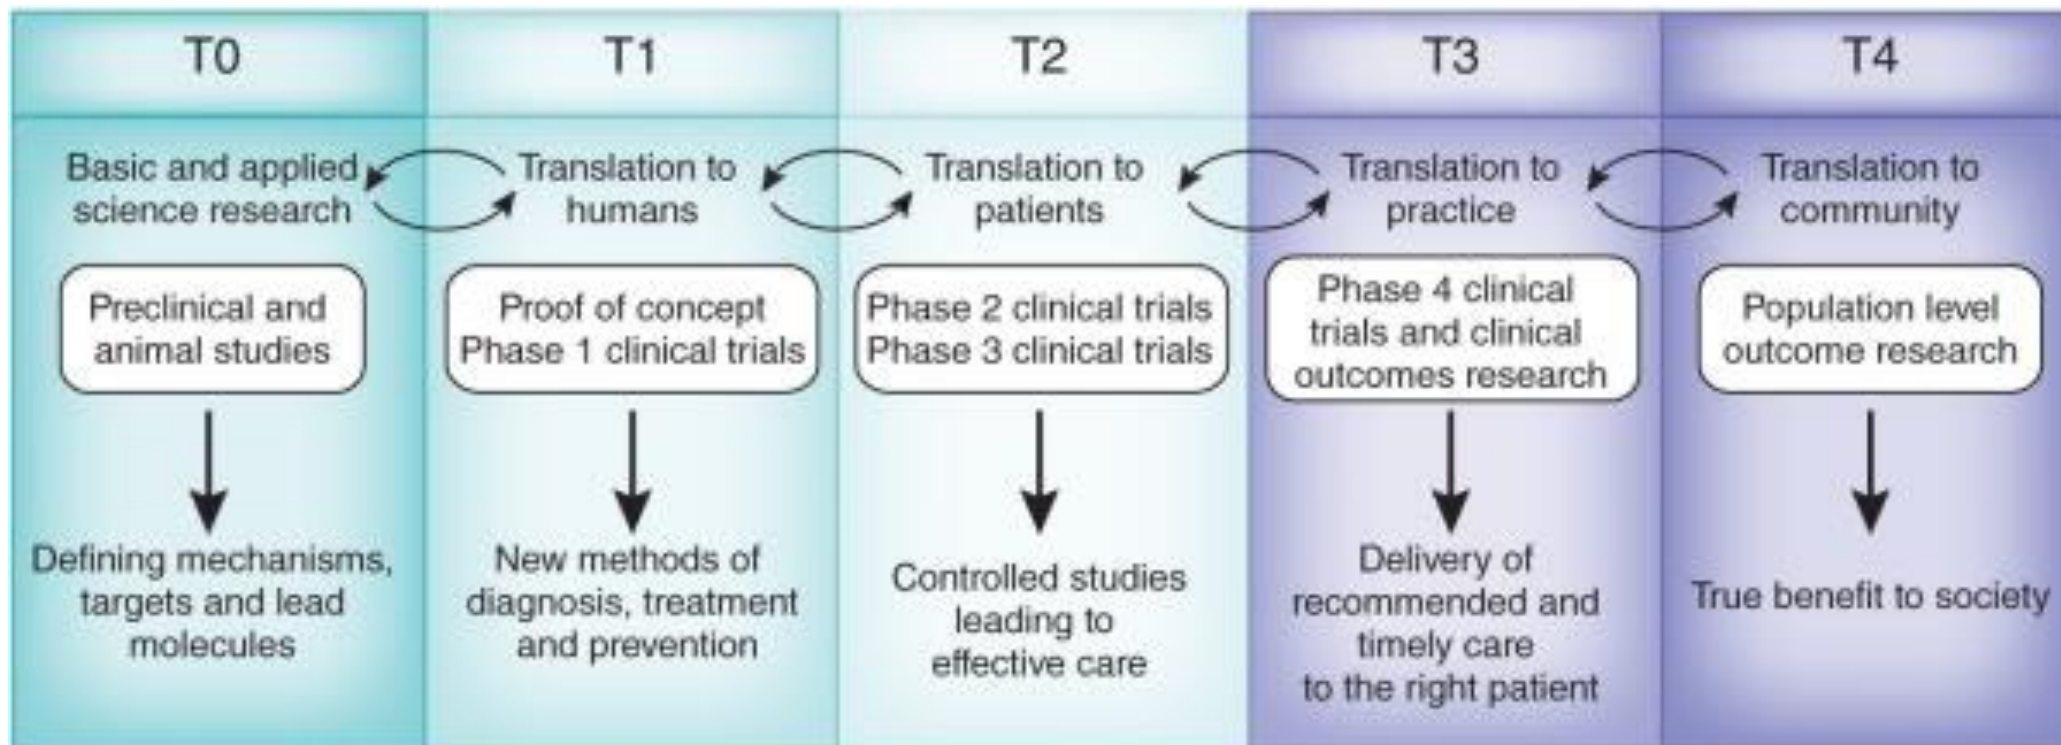 T0
Basic and applied
science research
Preclinical and
animal studies
Defining mechanisms,
targets and lead
molecules
T1
Translation to
humans
Proof of concept
Phase 1 clinical trials
New methods of
diagnosis, treatment
and prevention
T2
Translation to
patients
Phase 2 clinical trials
Phase 3 clinical trials
Controlled studies
leading to
effective care
T3
Translation to
practice
Phase 4 clinical
trials and clinical
outcomes research
Delivery of
recommended and
timely care
to the right patient
T4
Translation to
community
Population level
outcome research
True benefit to society